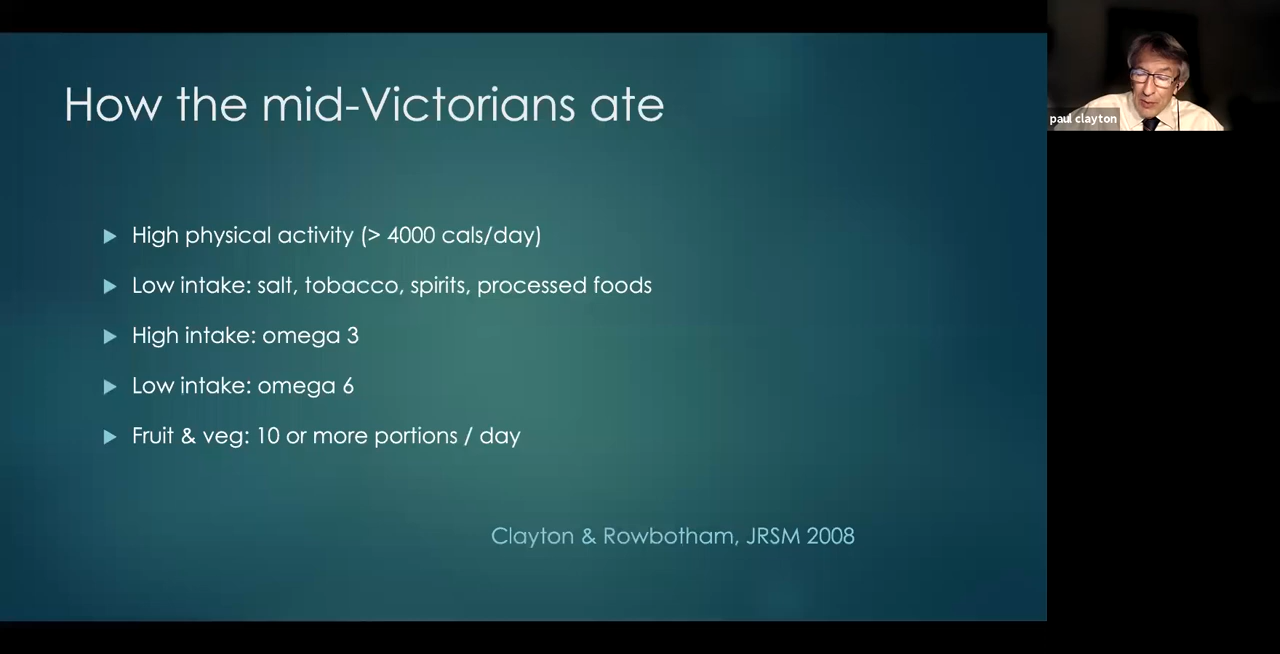 How the mid-Victorians ate
paul clayton
High physical activity (> 4000 cals/day)
Low intake: salt, tobacco, spirits, processed foods
High intake: omega 3
Low intake: omega 6
Fruit & veg: 10 or more portions / day
Clayton & Rowbotham, JRSM 2008